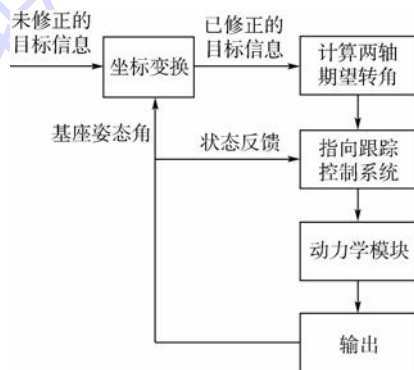 未修正的
目标信息
坐标变换
已修正的
目标信息
计算两轴
期望转角
基座姿态角
状态反馈
指向跟踪
控制系统
动力学模块
输出